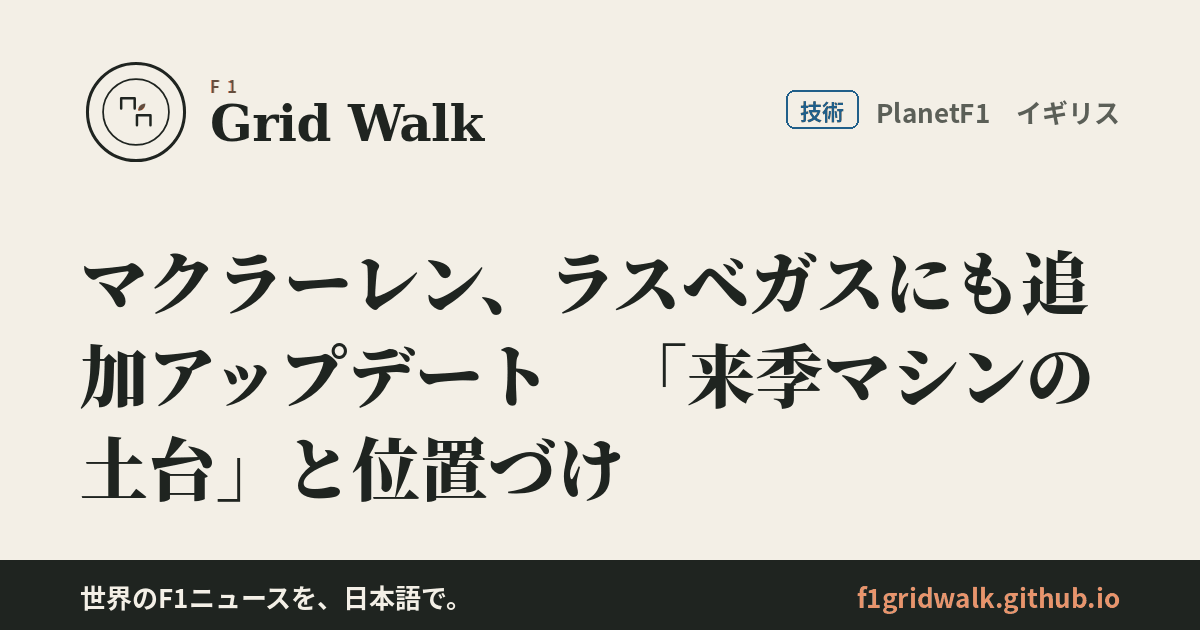 F1
Grid Walk
技術 PlanetF1 イギリス
マクラーレン、ラスベガスにも追
加アップデート 「来季マシンの
土台」と位置づけ
世界のF1ニュースを、日本語で。
f1gridwalk.github.io